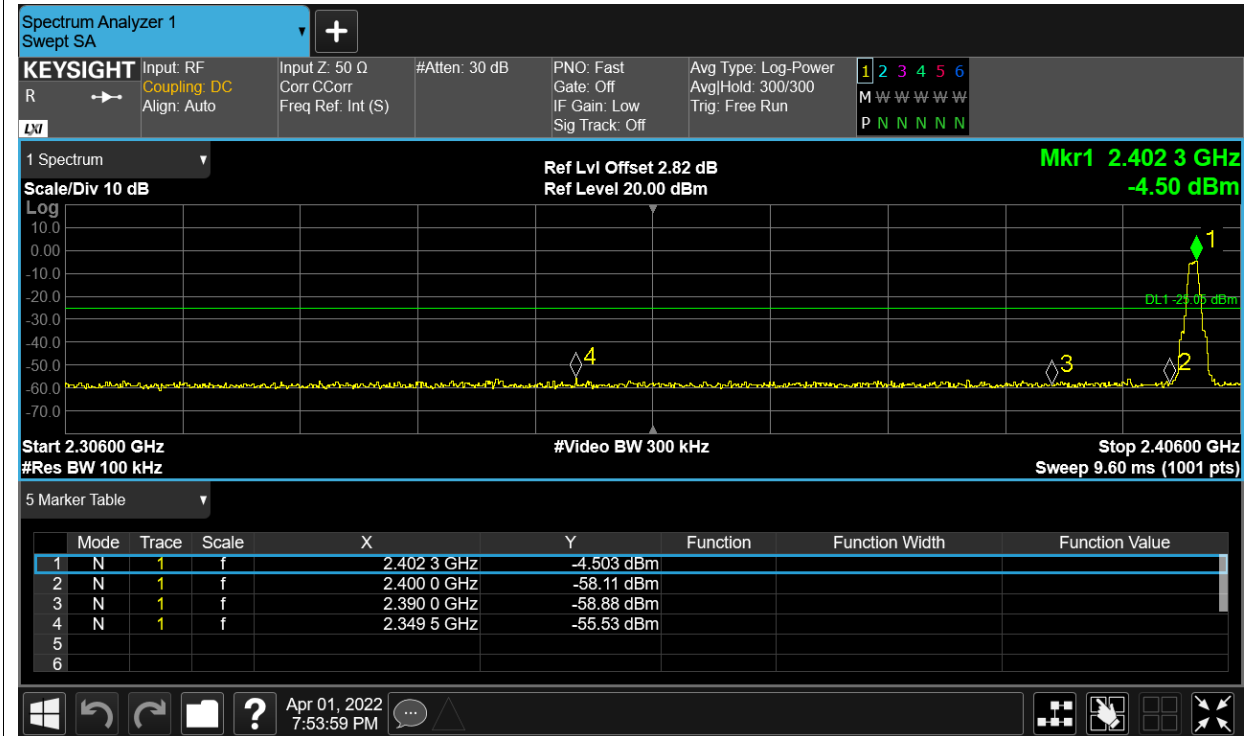 Spectrum Analyzer 1
Swept SA
KEYSIGHT
R
LXI
Input: RF
Coupling: DC
Align: Auto
Input Z: 50 Ω
Corr CCorr
Freq Ref: Int (S)
#Atten: 30 dB
PNO: Fast
Gate: Off
IF Gain: Low
Sig Track: Off
Avg Type: Log-Power
Avg|Hold: 300/300
Trig: Free Run
1 2 3 4 5 6
M W W W W W
P N N N N N
1 Spectrum
Scale/Div 10 dB
Ref Lvl Offset 2.82 dB
Ref Level 20.00 dBm
Mkr1 2.402 3 GHz
-4.50 dBm
Log
10.0
0.00
-10.0
-20.0
-30.0
-40.0
-50.0
-60.0
-70.0
1
DL1 -25.05 dBm
4
3
2
Start 2.30600 GHz
#Video BW 300 kHz
Stop 2.40600 GHz
#Res BW 100 kHz
Sweep 9.60 ms (1001 pts)
5 Marker Table
Mode Trace Scale X Y Function Function Width Function Value
1 N 1 f 2.402 3 GHz -4.503 dBm
2 N 1 f 2.400 0 GHz -58.11 dBm
3 N 1 f 2.390 0 GHz -58.88 dBm
4 N 1 f 2.349 5 GHz -55.53 dBm
5
6
?
Apr 01, 2022
7:53:59 PM